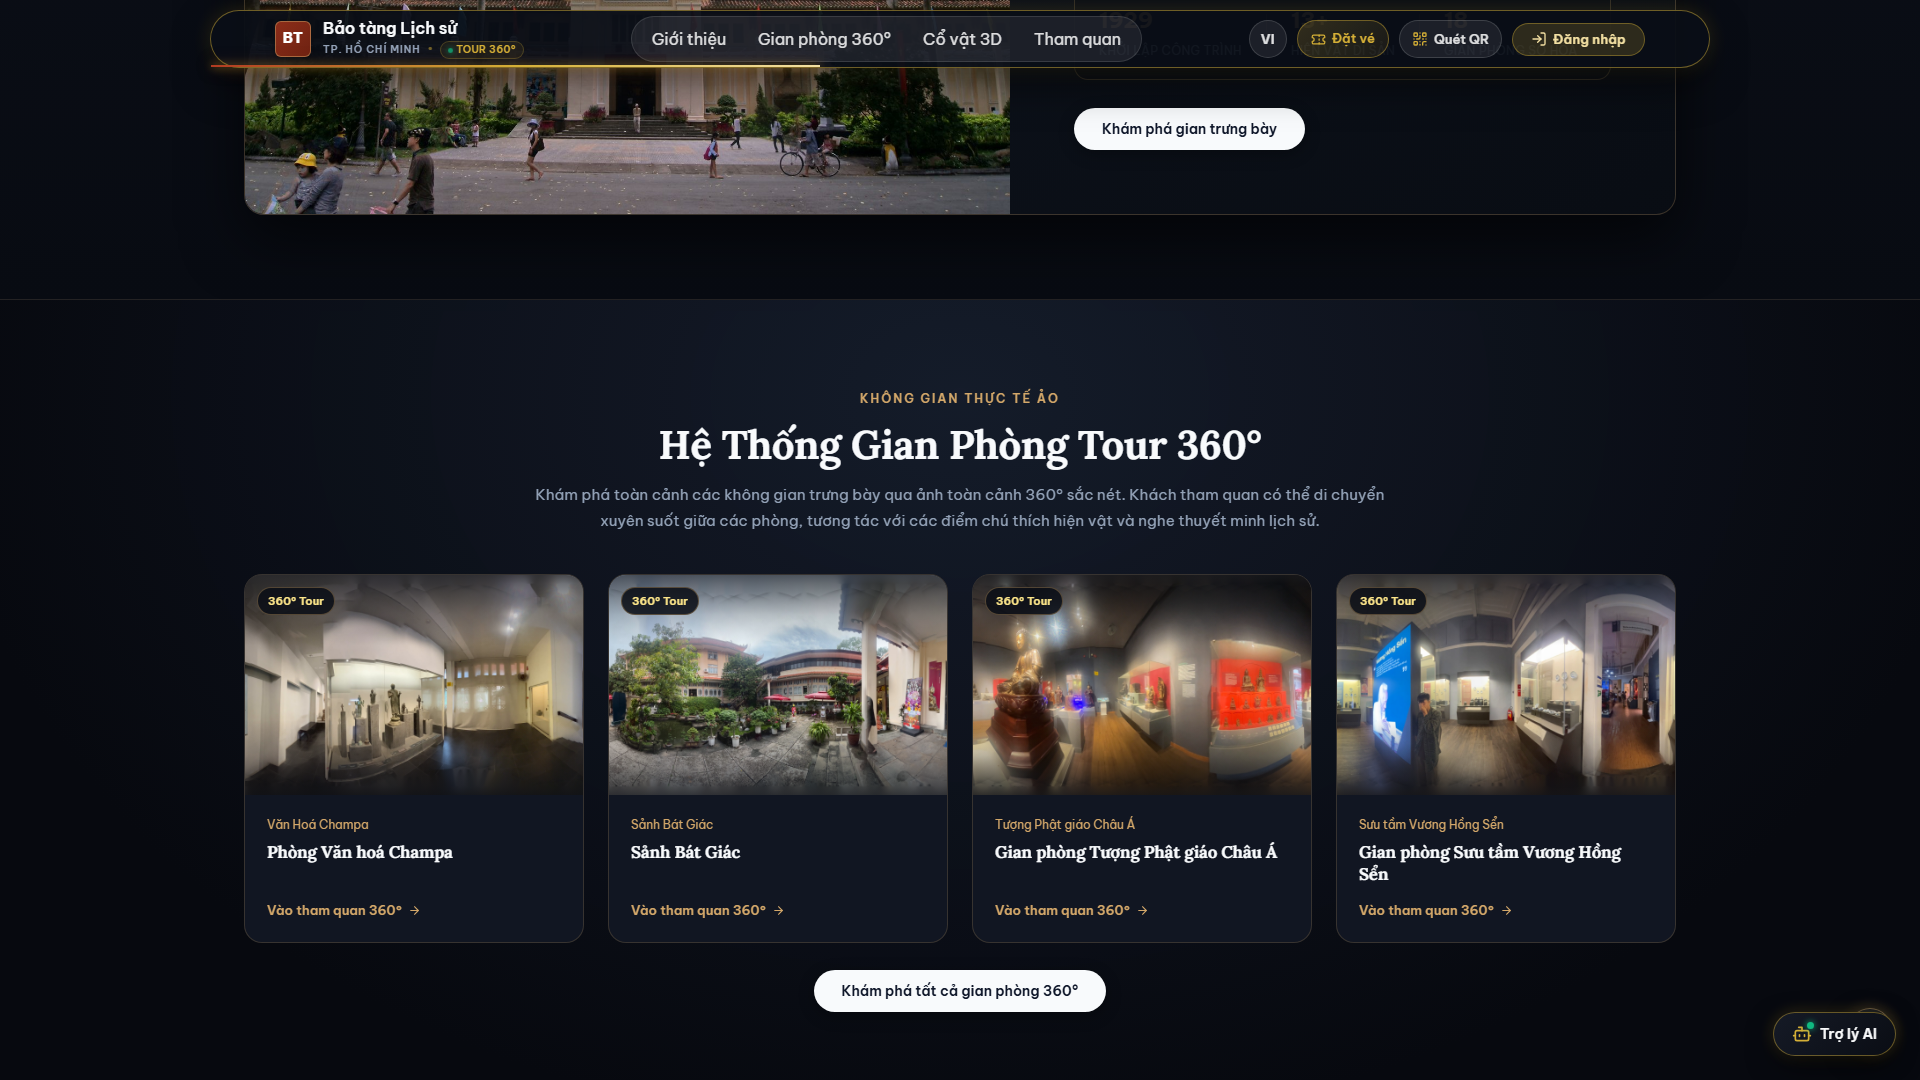 BT
Bảo tàng Lịch sử
TP. HỒ CHÍ MINH • TOUR 360°
Giới thiệu
Gian phòng 360°
Cổ vật 3D
Tham quan
VI
Đặt vé
Quét QR
Đăng nhập
Khám phá gian trưng bày
KHÔNG GIAN THỰC TẾ ẢO
Hệ Thống Gian Phòng Tour 360°
Khám phá toàn cảnh các không gian trưng bày qua ảnh toàn cảnh 360° sắc nét. Khách tham quan có thể di chuyển
xuyên suốt giữa các phòng, tương tác với các điểm chú thích hiện vật và nghe thuyết minh lịch sử.
360° Tour
Văn Hoá Champa
Phòng Văn hoá Champa
Vào tham quan 360° →
360° Tour
Sảnh Bát Giác
Sảnh Bát Giác
Vào tham quan 360° →
360° Tour
Tượng Phật giáo Châu Á
Gian phòng Tượng Phật giáo Châu Á
Vào tham quan 360° →
360° Tour
Sưu tầm Vương Hồng Sển
Gian phòng Sưu tầm Vương Hồng
Sển
Vào tham quan 360° →
Khám phá tất cả gian phòng 360°
Trợ lý AI